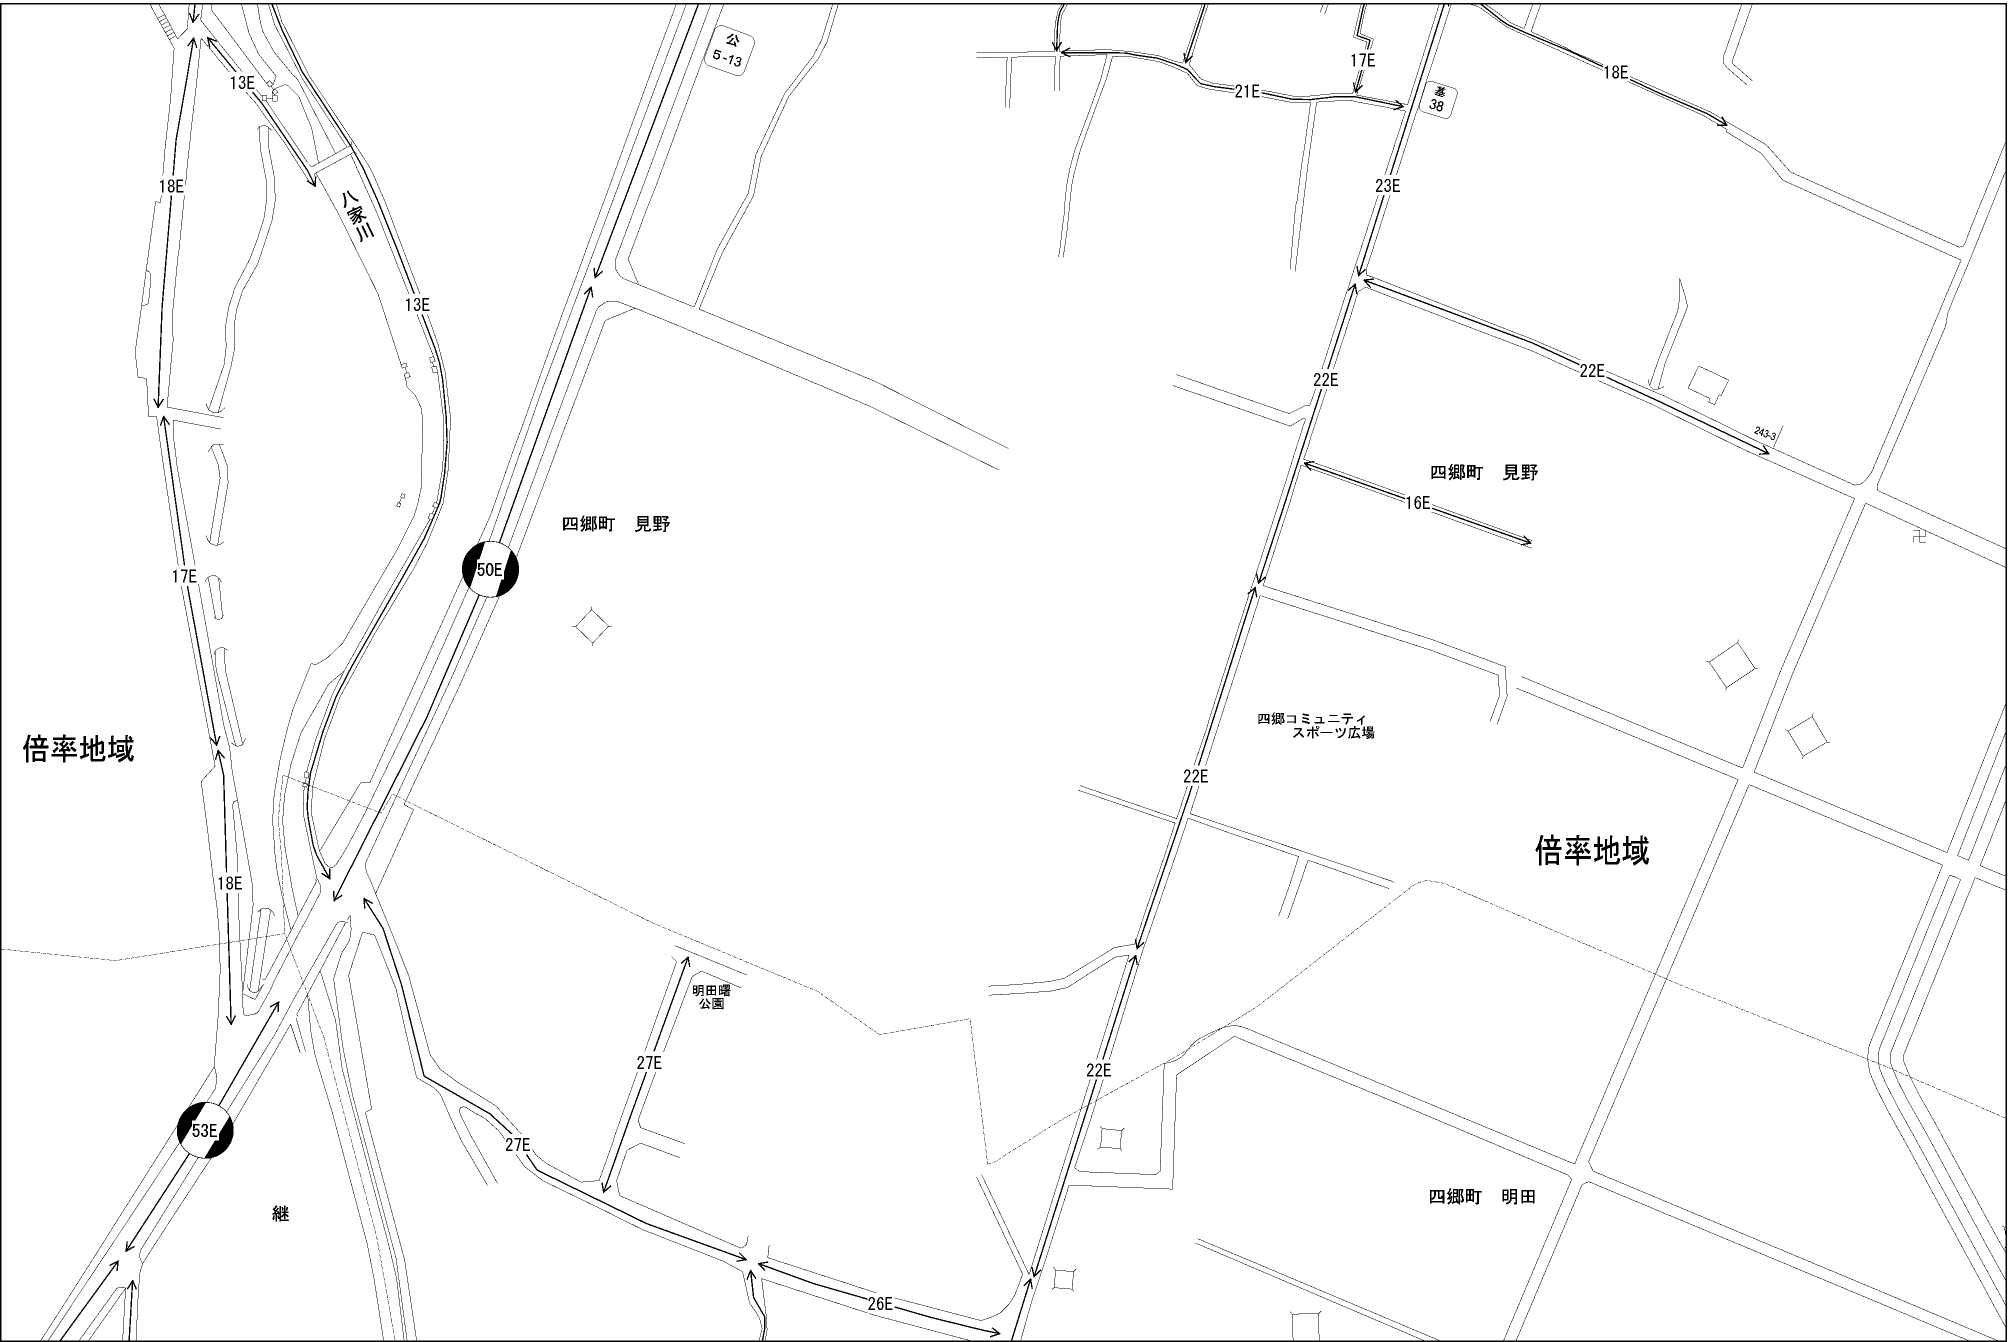 公
5-13
17E
18E
13E
21E
基
38
18E
23E
八家川
13E
22E
22E
243-3
四郷町 見野
16E
四郷町 見野
50E
17E
四郷コミュニティ
スポーツ広場
倍率地域
22E
倍率地域
18E
明田曙
公園
27E
22E
53E
27E
四郷町 明田
継
26E